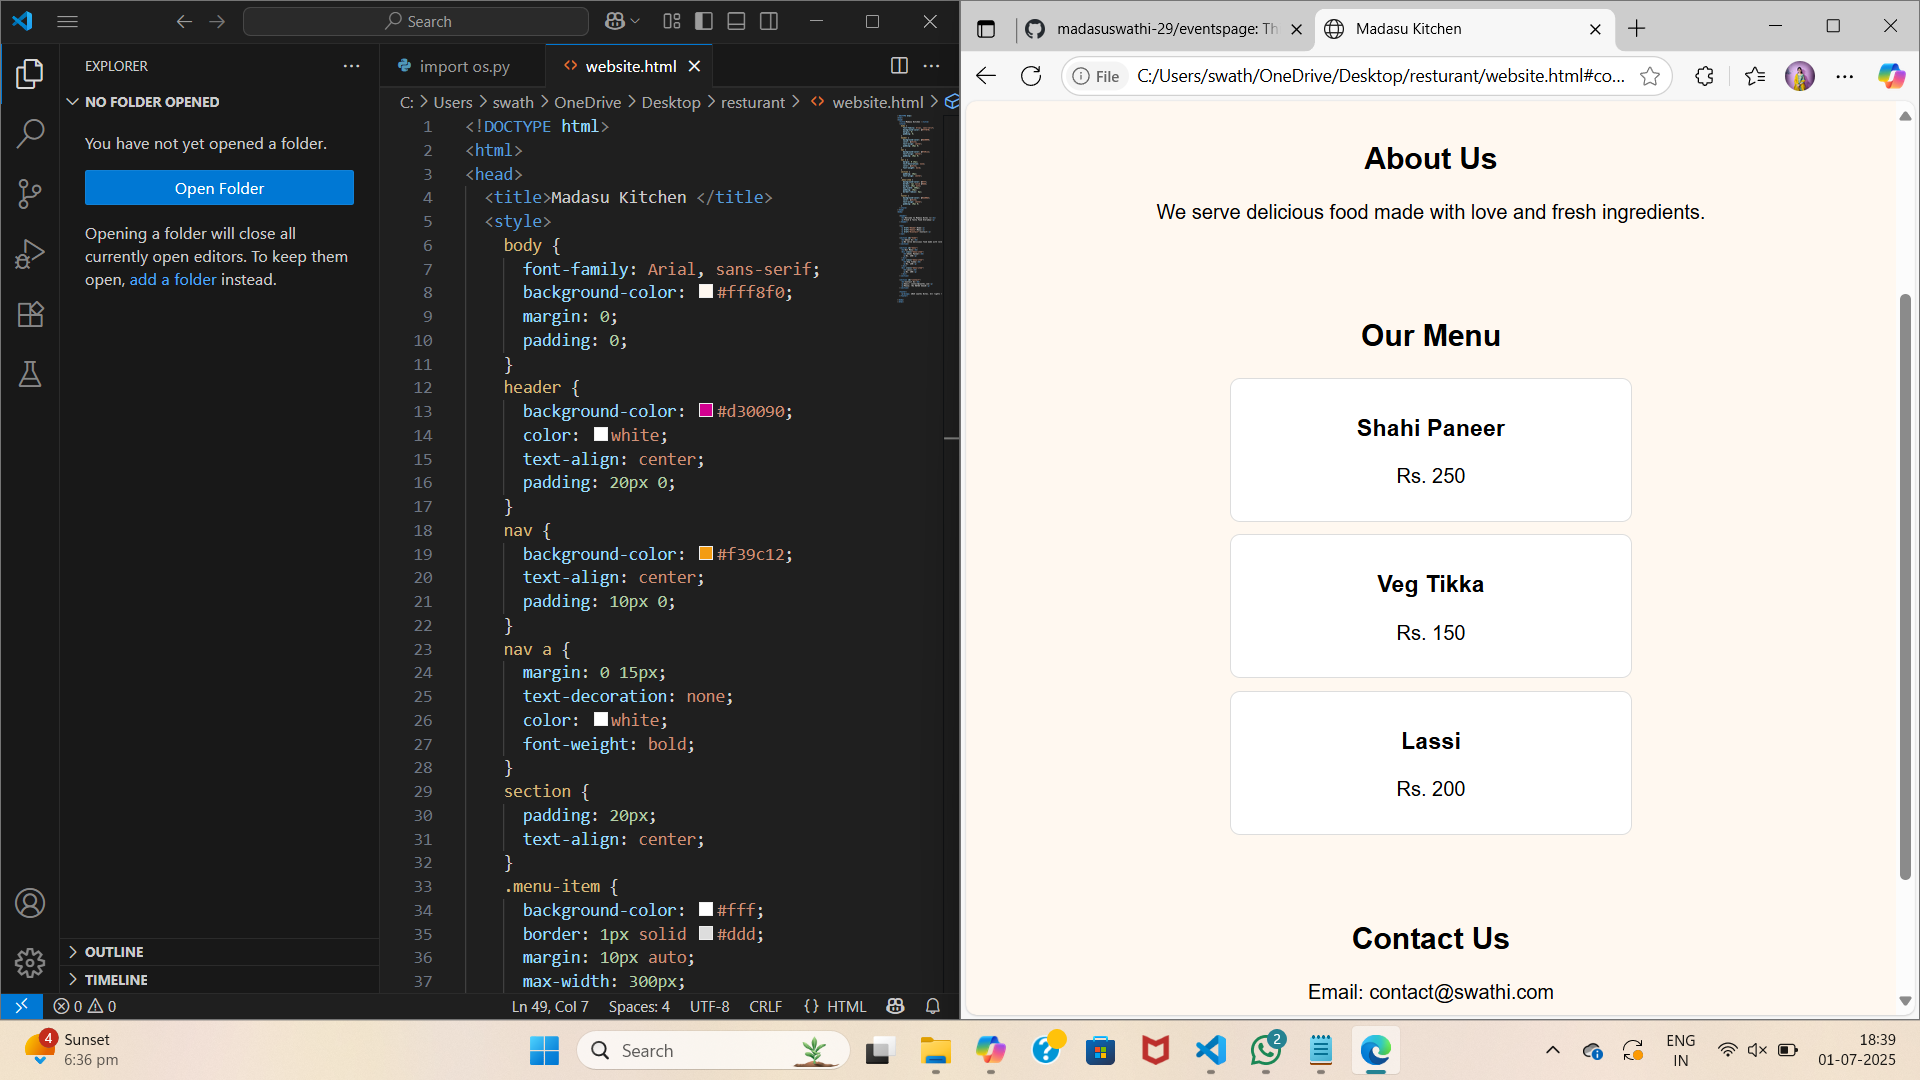 Search
EXPLORER
NO FOLDER OPENED
You have not yet opened a folder.
Open Folder
Opening a folder will close all
currently open editors. To keep them
open, add a folder instead.
OUTLINE
TIMELINE
import os.py
website.html
C: > Users > swath > OneDrive > Desktop > resturant > website.html >
1 <!DOCTYPE html>
2 <html>
3 <head>
4 <title>Madasu Kitchen </title>
5 <style>
6 body {
7 font-family: Arial, sans-serif;
8 background-color: #fff8f0;
9 margin: 0;
10 padding: 0;
11 }
12 header {
13 background-color: #d30090;
14 color: white;
15 text-align: center;
16 padding: 20px 0;
17 }
18 nav {
19 background-color: #f39c12;
20 text-align: center;
21 padding: 10px 0;
22 }
23 nav a {
24 margin: 0 15px;
25 text-decoration: none;
26 color: white;
27 font-weight: bold;
28 }
29 section {
30 padding: 20px;
31 text-align: center;
32 }
33 .menu-item {
34 background-color: #fff;
35 border: 1px solid #ddd;
36 margin: 10px auto;
37 max-width: 300px;
0 0
Ln 49, Col 7 Spaces: 4 UTF-8 CRLF {} HTML
madasuswathi-29/eventspage: Th
Madasu Kitchen
File C:/Users/swath/OneDrive/Desktop/resturant/website.html#co...
About Us
We serve delicious food made with love and fresh ingredients.
Our Menu
Shahi Paneer
Rs. 250
Veg Tikka
Rs. 150
Lassi
Rs. 200
Contact Us
Email: contact@swathi.com
4
Sunset
6:36 pm
Search
2
ENG
IN
18:39
01-07-2025